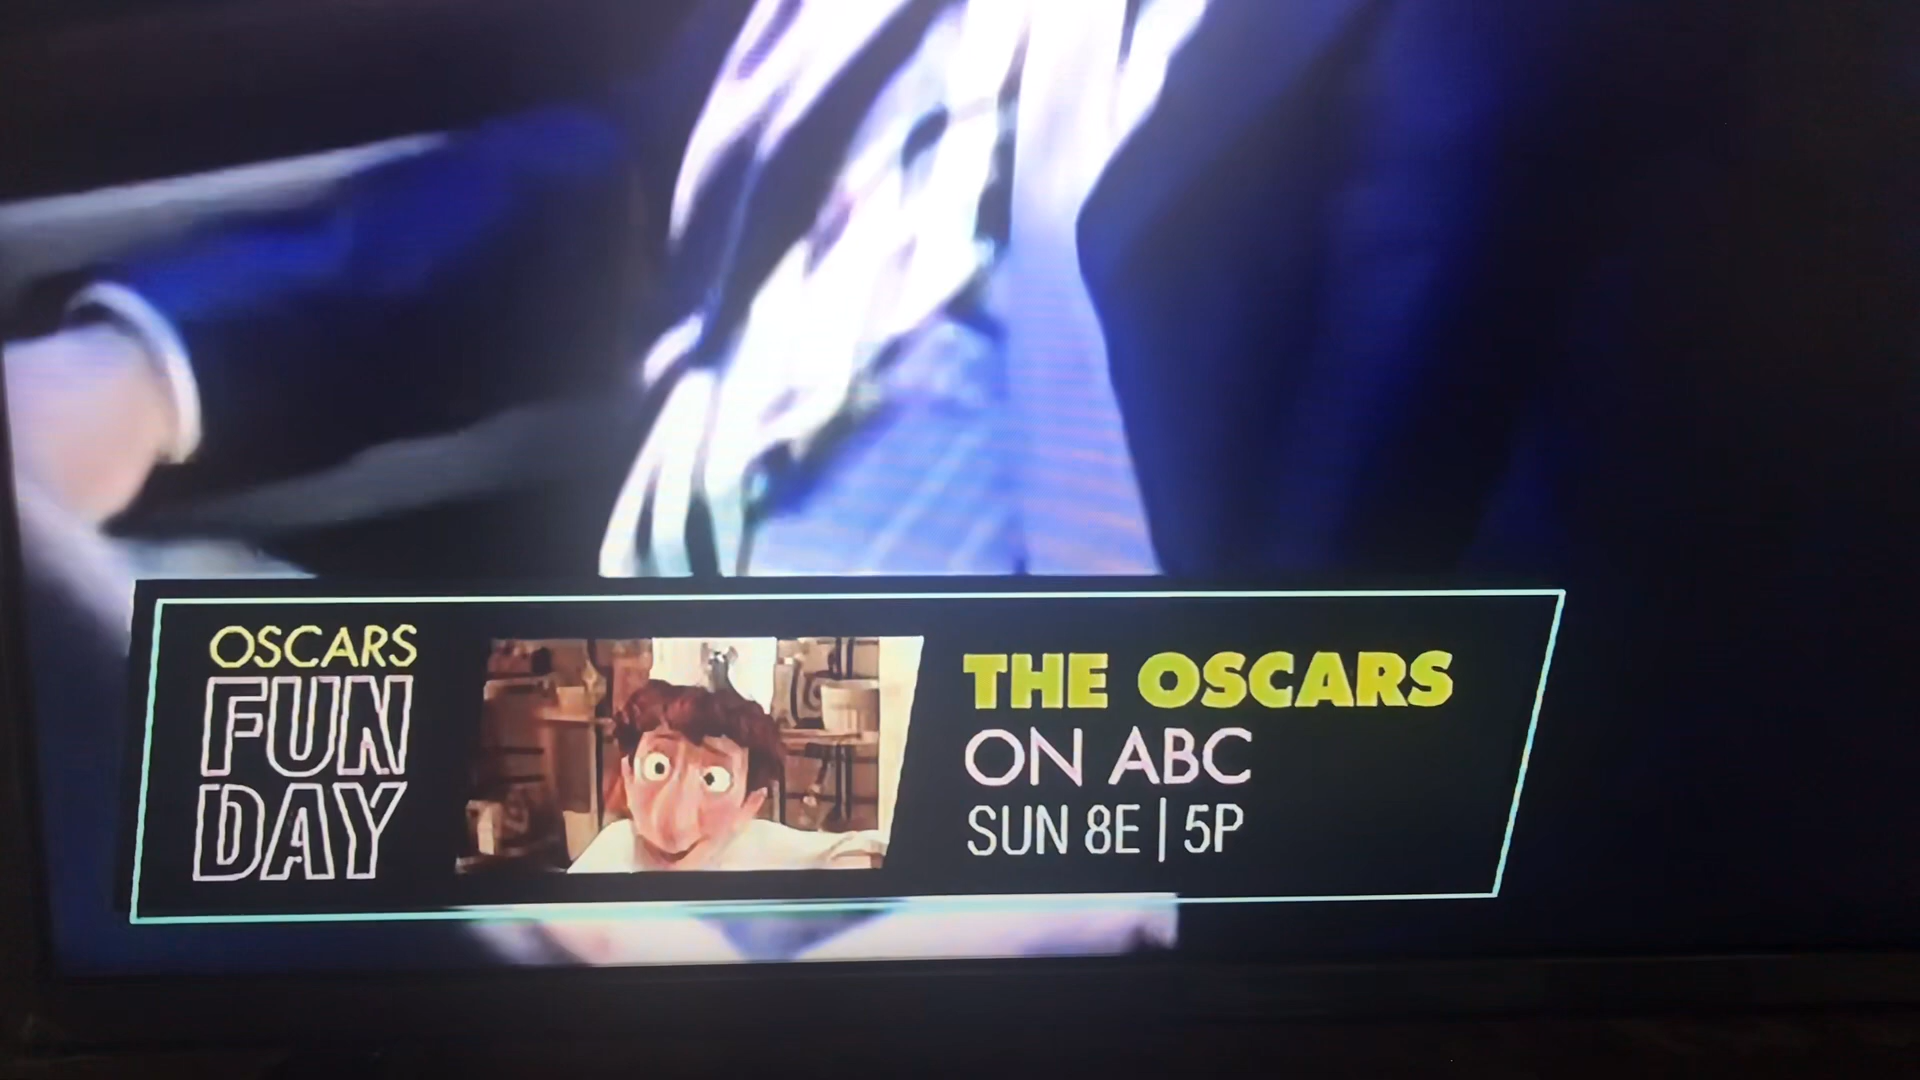 OSCARS
FUN
DAY
THE OSCARS
ON ABC
SUN 8E | 5P